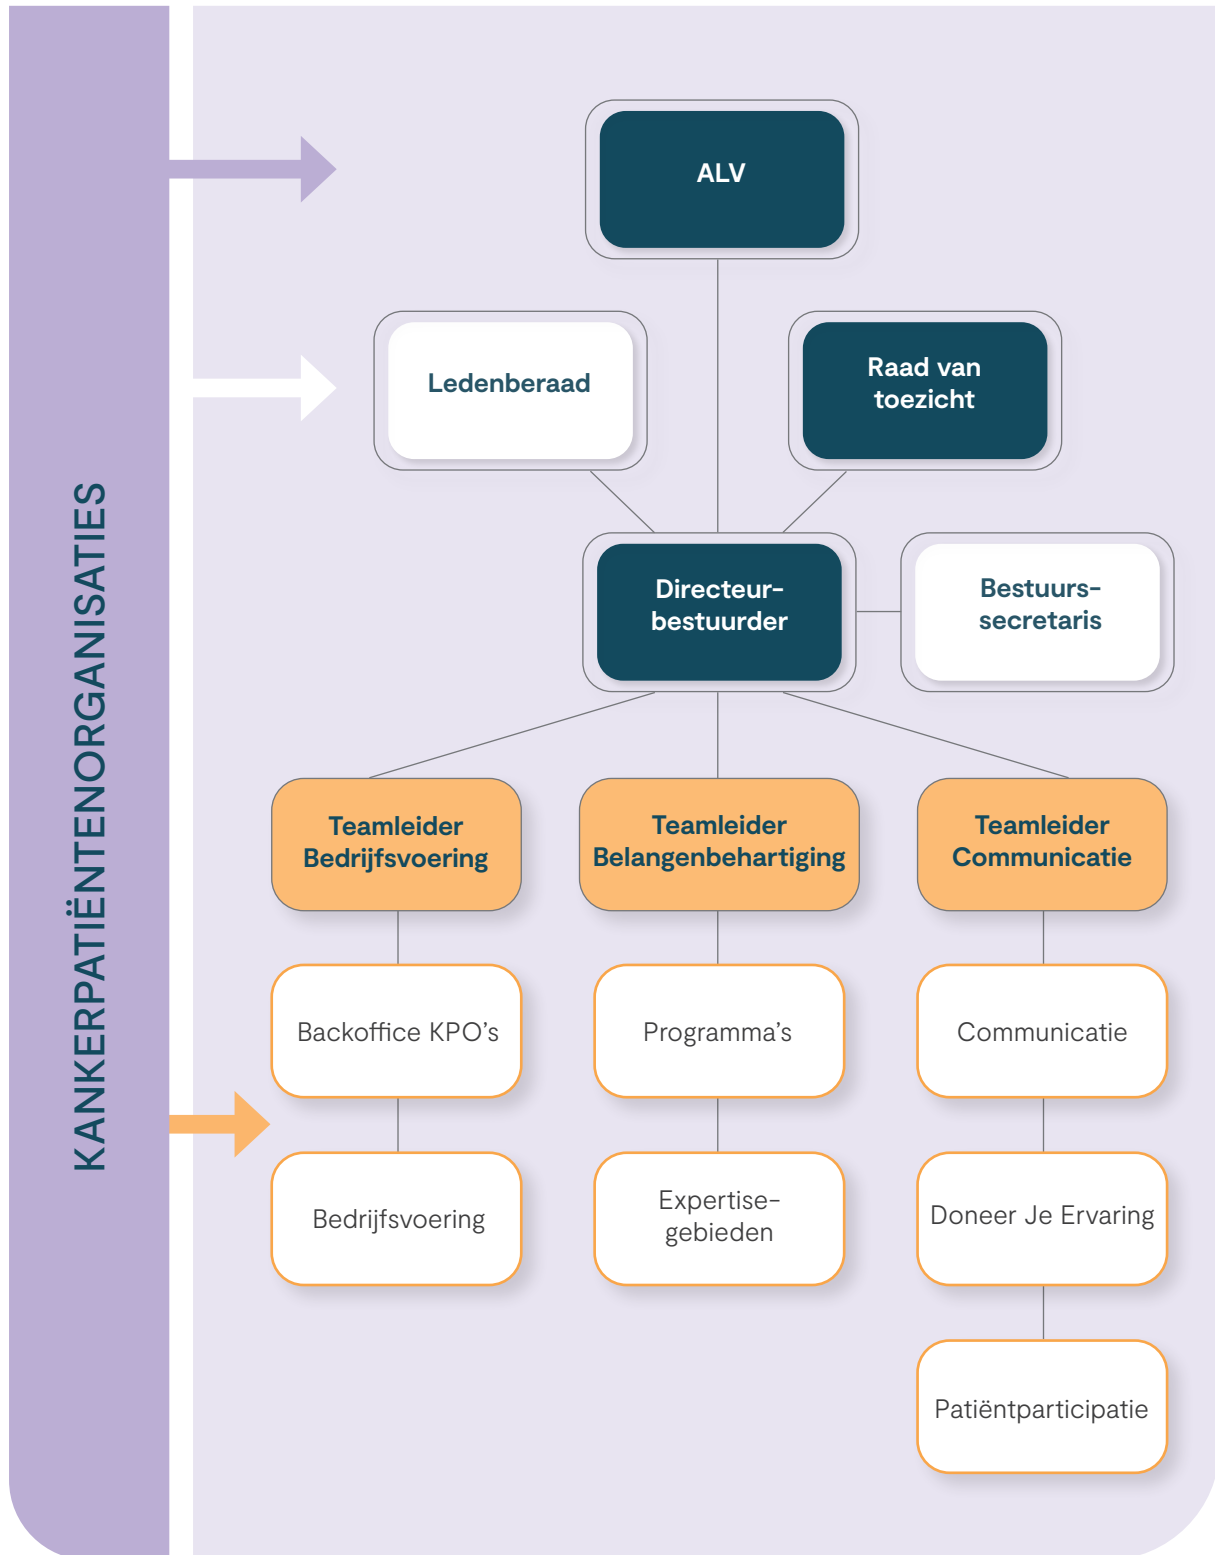 KANKERPATIËNTENORGANISATIES
ALV
Ledenberaad
Raad van
toezicht
Directeur-
bestuurder
Bestuurs-
secretaris
Teamleider
Bedrijfsvoering
Teamleider
Belangenbehartiging
Teamleider
Communicatie
Backoffice KPO’s
Programma’s
Communicatie
Bedrijfsvoering
Expertise-
gebieden
Doneer Je Ervaring
Patiëntparticipatie